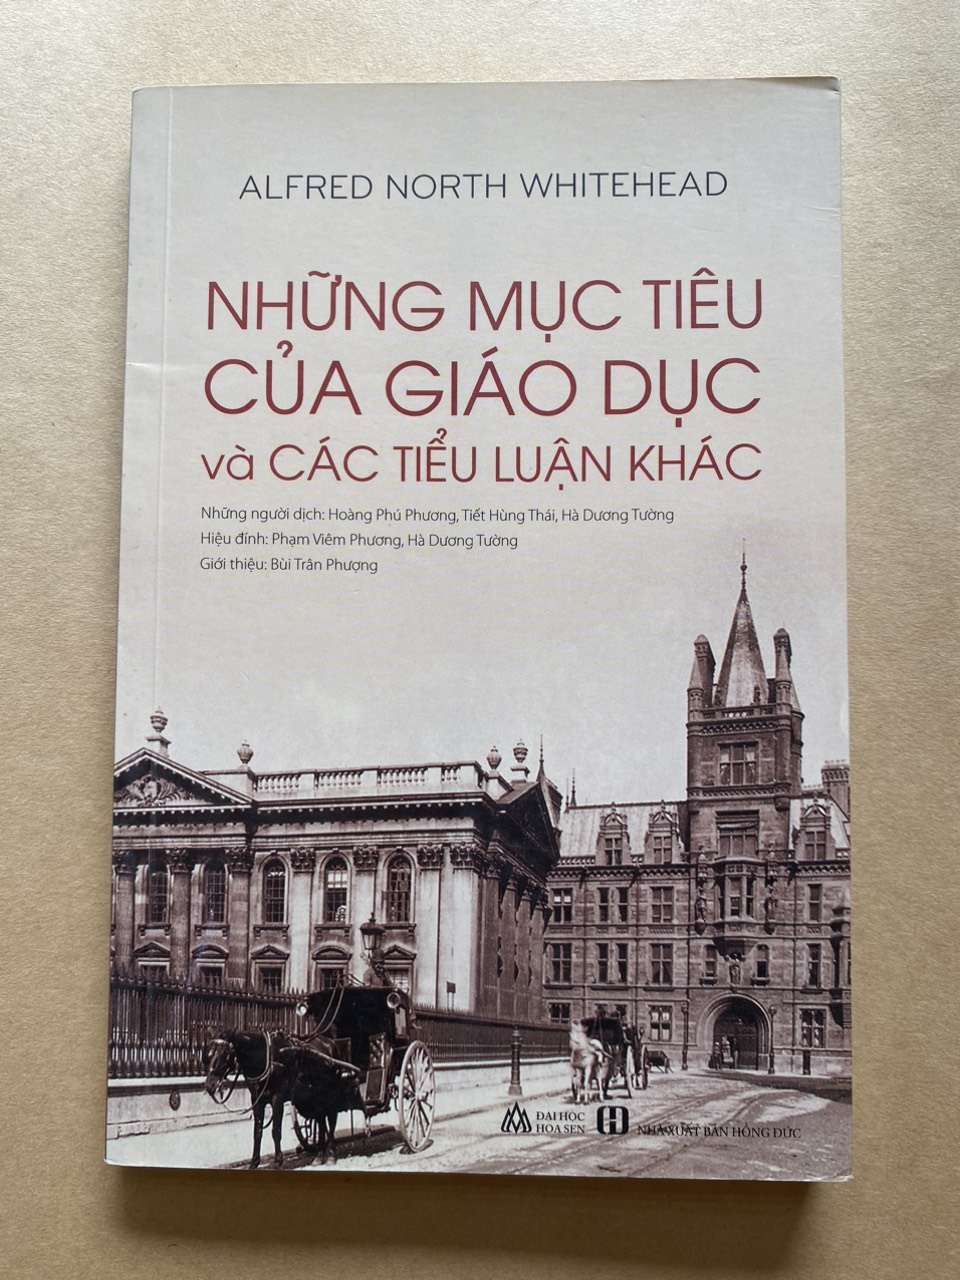 ALFRED NORTH WHITEHEAD
NHỮNG MỤC TIÊU
CỦA GIÁO DỤC
và CÁC TIỂU LUẬN KHÁC
Những người dịch: Hoàng Phú Phương, Tiết Hùng Thái, Hà Dương Tường
Hiệu đính: Phạm Viêm Phương, Hà Dương Tường
Giới thiệu: Bùi Trân Phượng
ĐẠI HỌC
HOA SEN
NHÀ XUẤT BẢN HỒNG ĐỨC